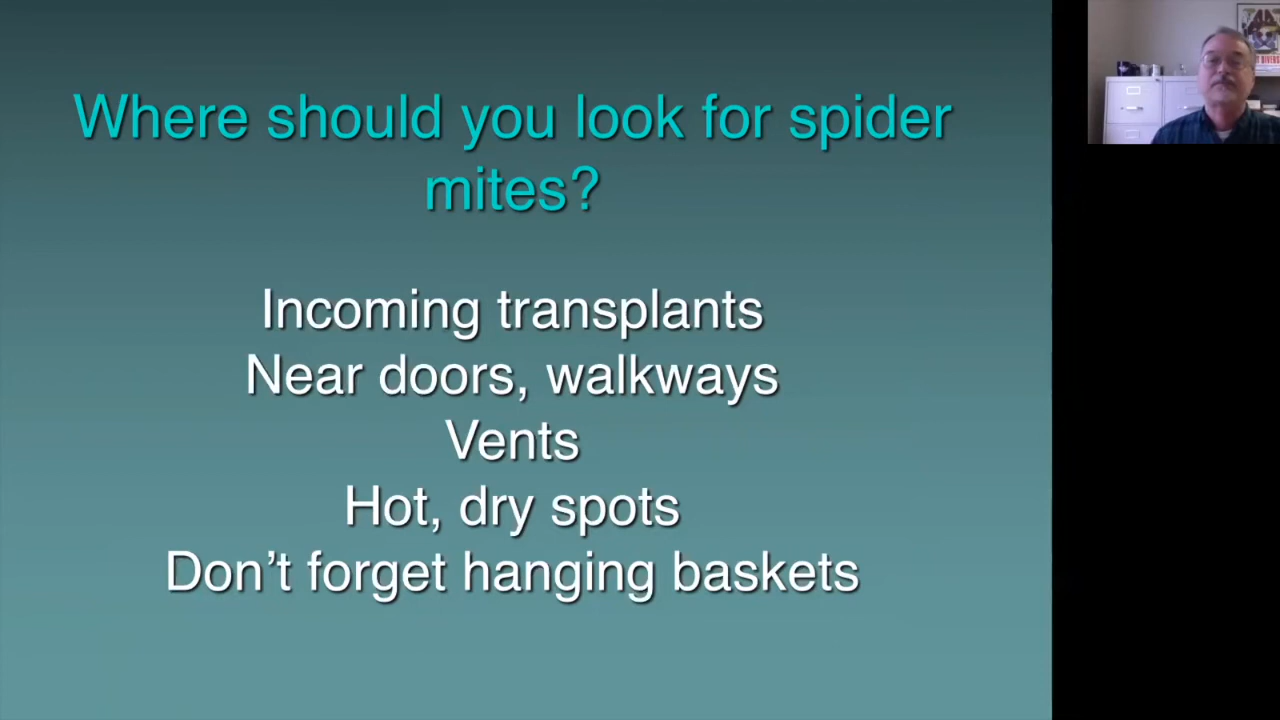 Where should you look for spider
mites?
Incoming transplants
Near doors, walkways
Vents
Hot, dry spots
Don't forget hanging baskets